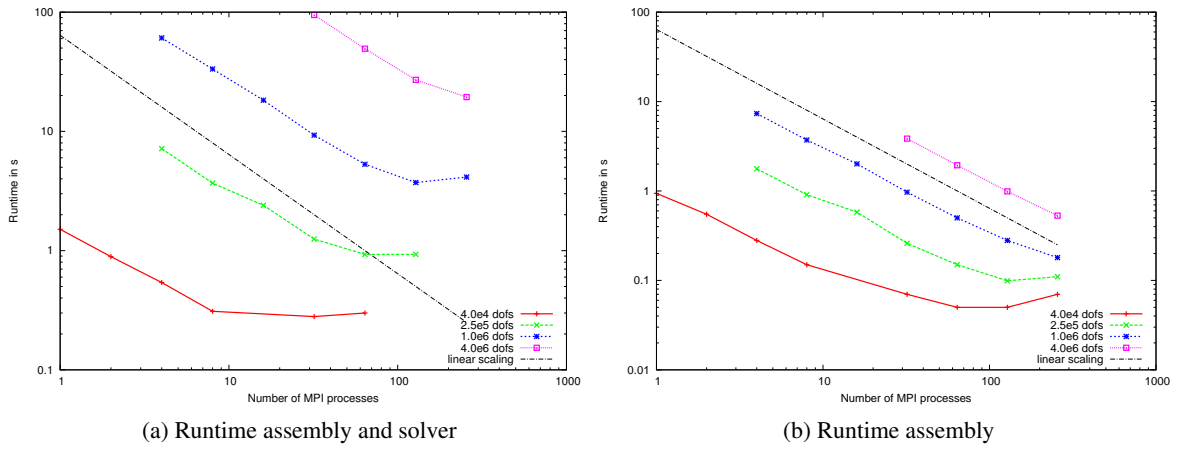 100
10
1
0.1
1
10
100
1000
Runtime in s
Number of MPI processes
4.0e4 dofs
2.5e5 dofs
1.0e6 dofs
4.0e6 dofs
linear scaling
(a) Runtime assembly and solver
100
10
1
0.1
0.01
1
10
100
1000
Runtime in s
Number of MPI processes
4.0e4 dofs
2.5e5 dofs
1.0e6 dofs
4.0e6 dofs
linear scaling
(b) Runtime assembly